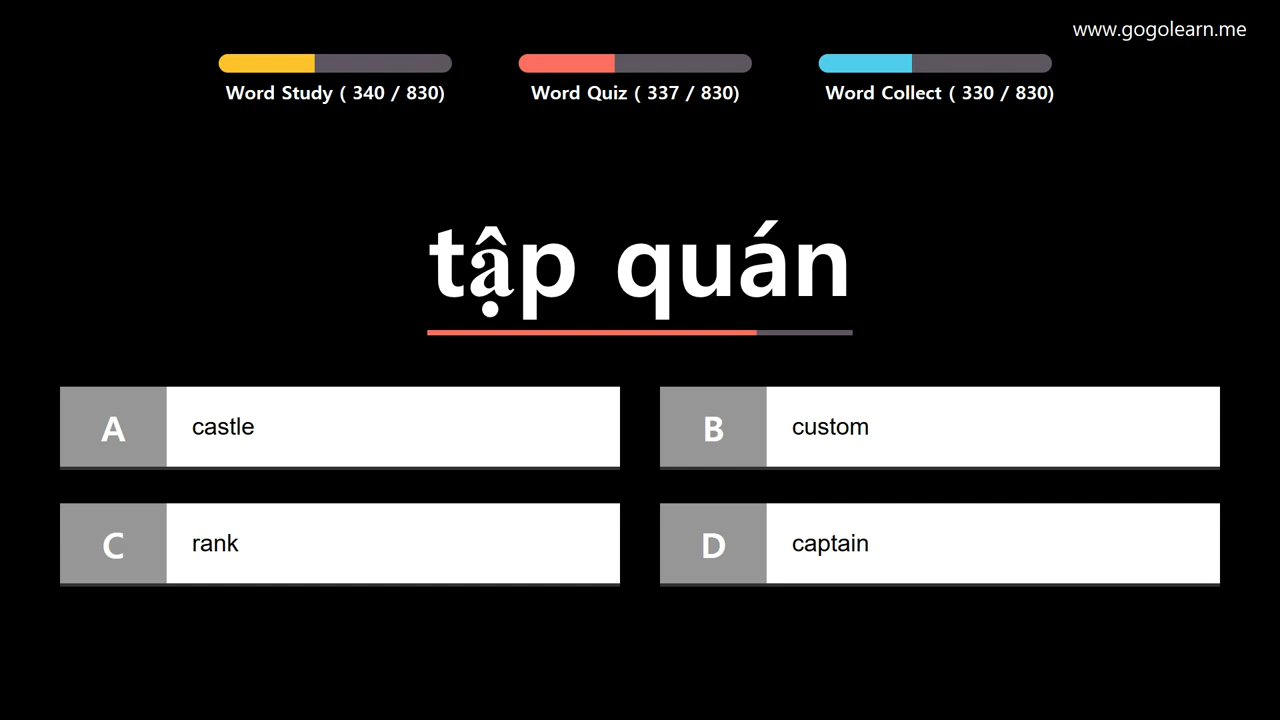 www.gogolearn.me
Word Study ( 340 / 830)
Word Quiz ( 337 / 830)
Word Collect ( 330 / 830)
tập quán
A castle
B custom
C rank
D captain